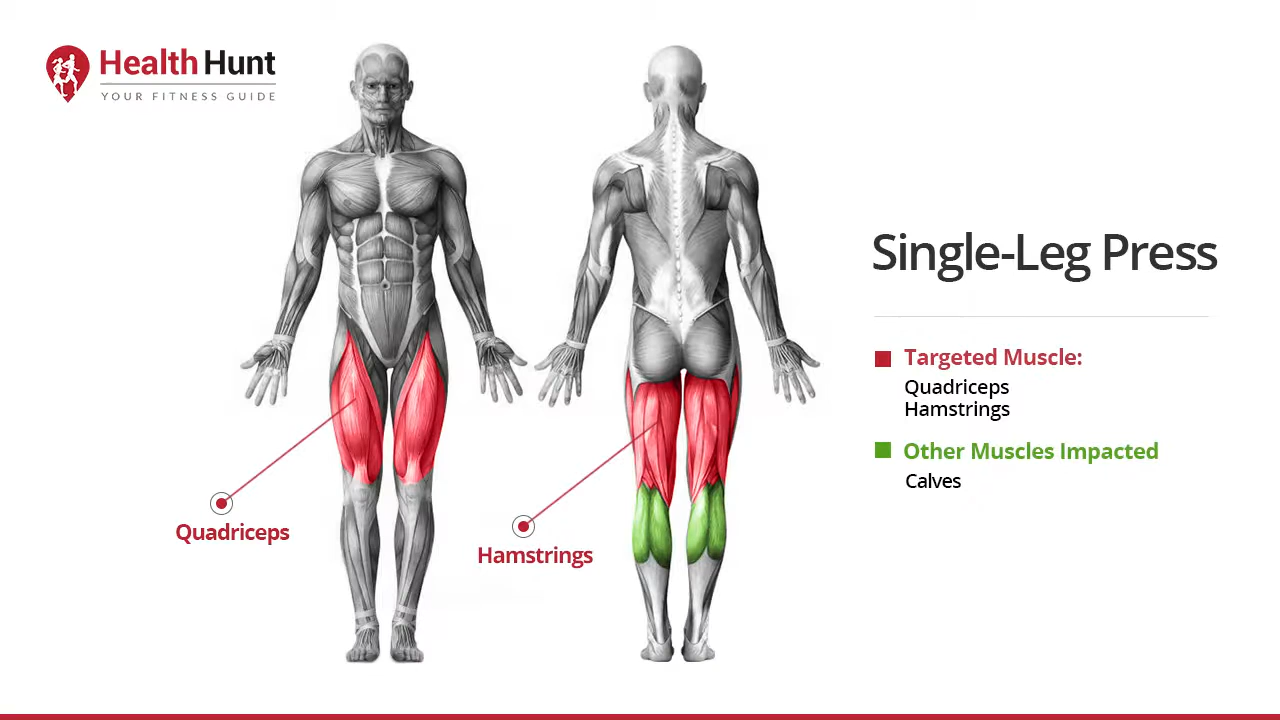 Health Hunt
YOUR FITNESS GUIDE
Single-Leg Press
Targeted Muscle:
Quadriceps
Hamstrings
Other Muscles Impacted
Calves
Quadriceps
Hamstrings